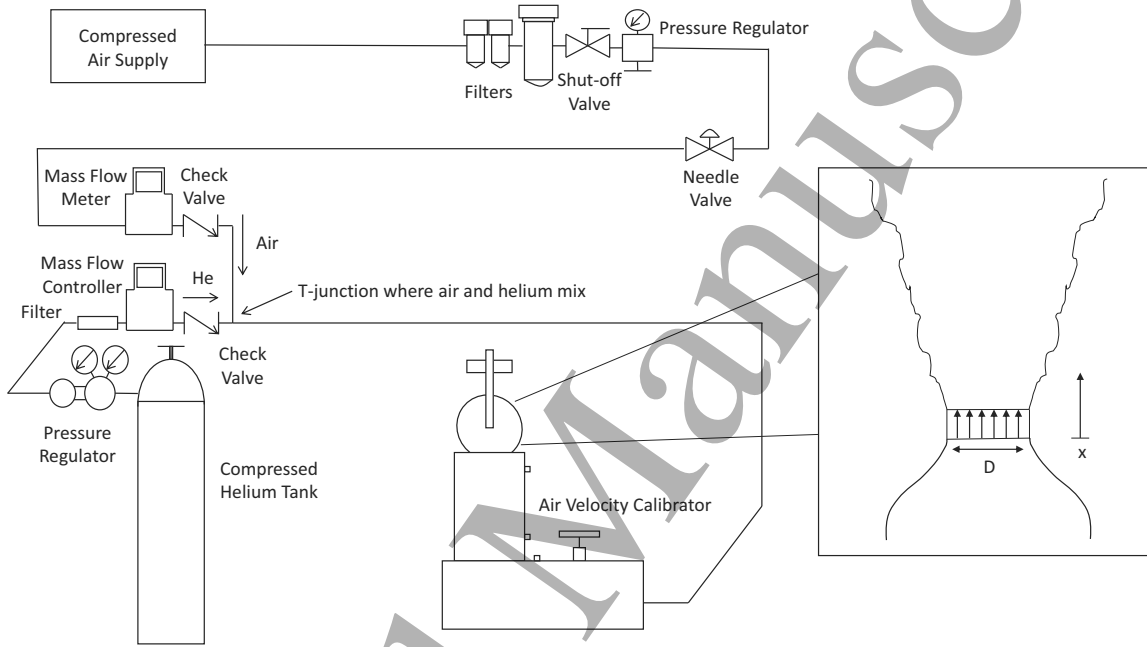 Compressed
Air Supply
Pressure Regulator
Filters
Shut-off
Valve
Needle
Valve
Mass Flow
Meter
Check
Valve
Air
Mass Flow
Controller
He
Filter
T-junction where air and helium mix
Check
Valve
Pressure
Regulator
Compressed
Helium Tank
Air Velocity Calibrator
D
x
Manusc